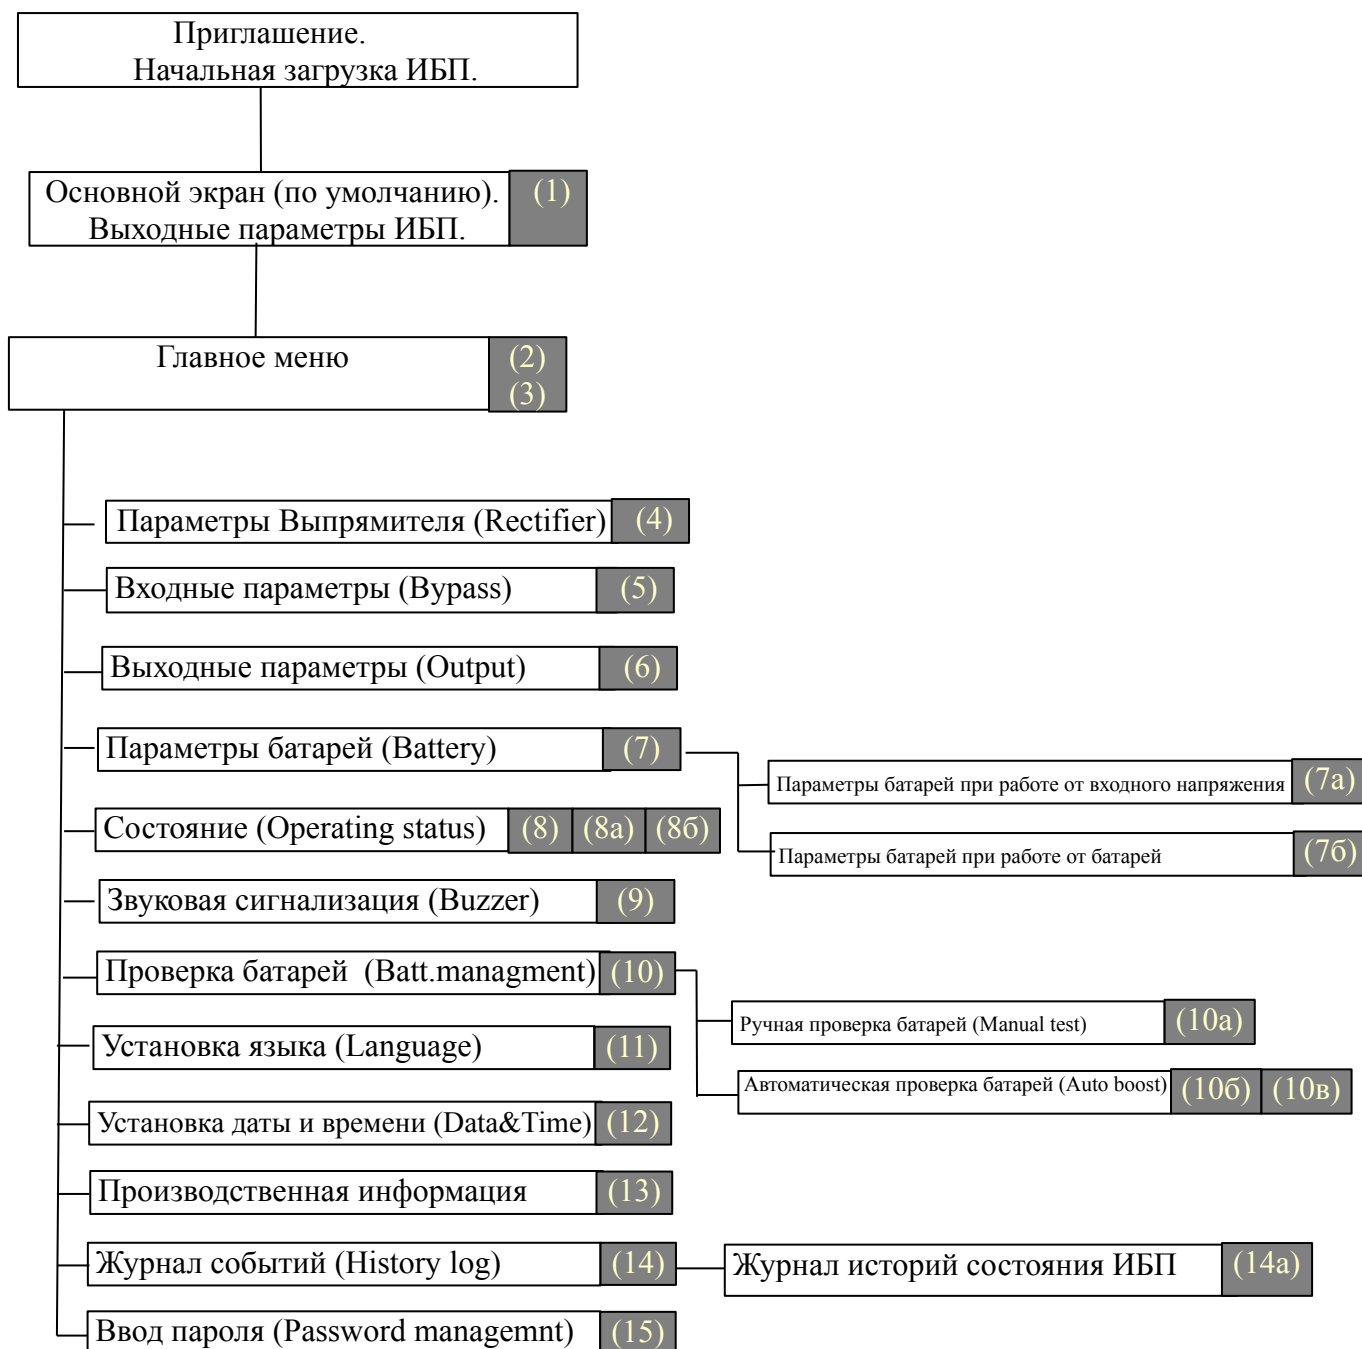 Приглашение.
Начальная загрузка ИБП.
Основной экран (по умолчанию). (1)
Выходные параметры ИБП.
Главное меню (2)
(3)
Параметры Выпрямителя (Rectifier) (4)
Входные параметры (Bypass) (5)
Выходные параметры (Output) (6)
Параметры батарей (Battery) (7)
Параметры батарей при работе от входного напряжения (7а)
Параметры батарей при работе от батарей (7б)
Состояние (Operating status) (8) (8а) (8б)
Звуковая сигнализация (Buzzer) (9)
Проверка батарей (Batt.managment) (10)
Ручная проверка батарей (Manual test) (10а)
Автоматическая проверка батарей (Auto boost) (10б) (10в)
Установка языка (Language) (11)
Установка даты и времени (Data&Time) (12)
Производственная информация (13)
Журнал событий (History log) (14)
Журнал историй состояния ИБП (14а)
Ввод пароля (Password managemnt) (15)